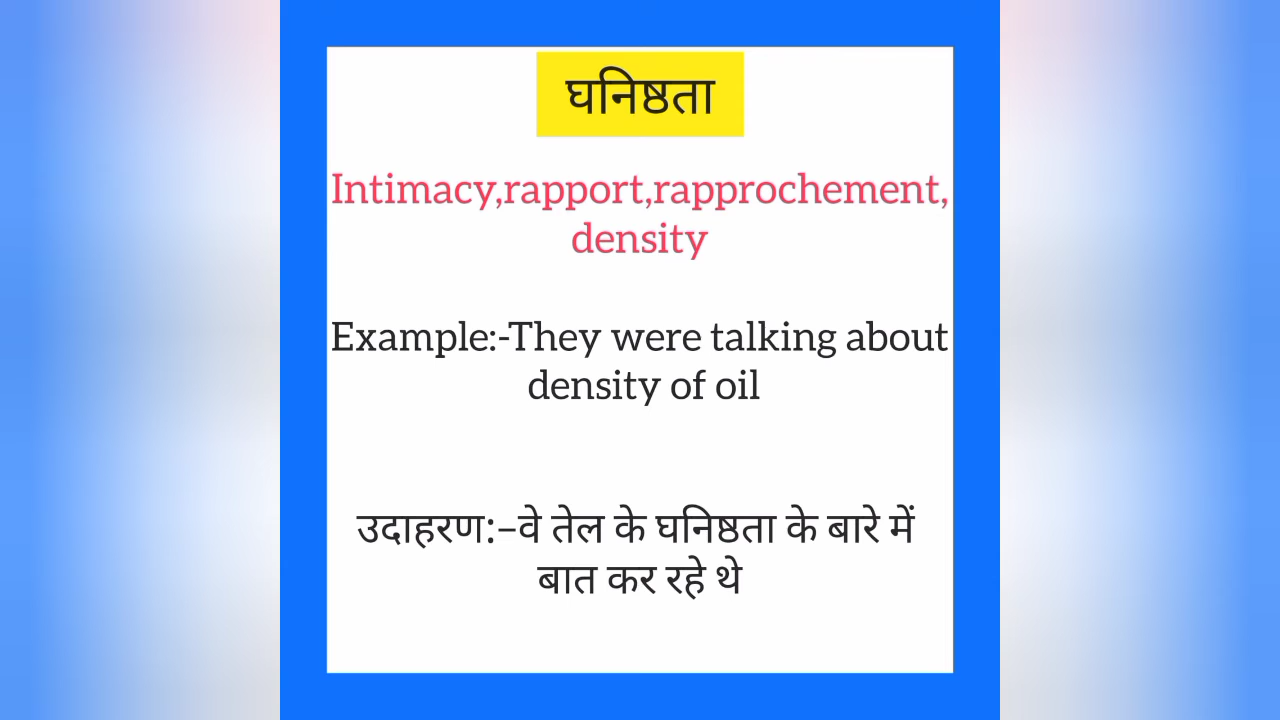 घनिष्ठता
Intimacy,rapport,rapprochement,
density
Example:-They were talking about
density of oil
उदाहरण:–वे तेल के घनिष्ठता के बारे में
बात कर रहे थे